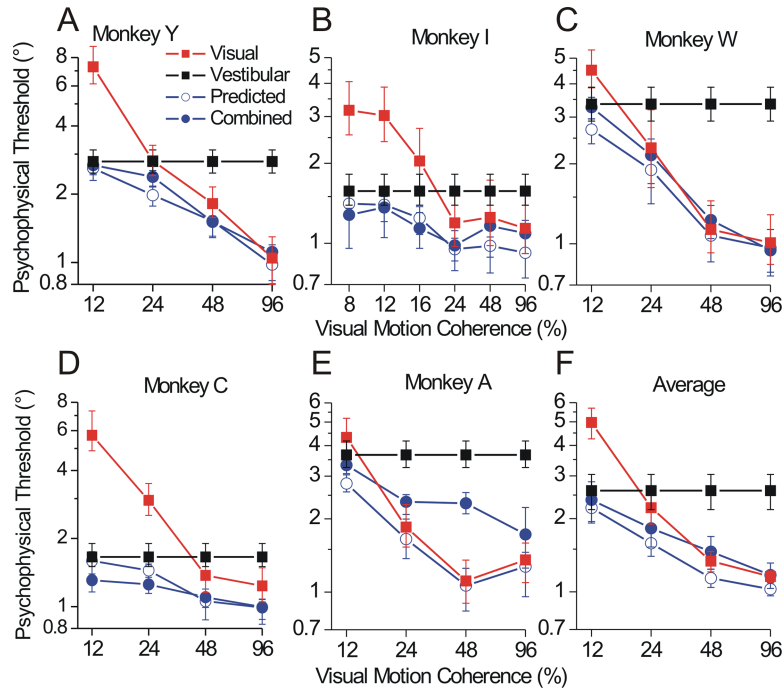 A
Monkey Y
Visual
Vestibular
Predicted
Combined
B
Monkey I
C
Monkey W
Psychophysical Threshold (°)
8
6
4
2
1
0.8
12 24 48 96
5
4
3
2
1
0.7
8 12 16 24 48 96
5
4
3
2
1
0.7
12 24 48 96
Visual Motion Coherence (%)
D
Monkey C
E
Monkey A
F
Average
Psychophysical Threshold (°)
8
6
4
2
1
0.8
12 24 48 96
6
5
4
3
2
1
0.7
12 24 48 96
6
5
4
3
2
1
0.7
12 24 48 96
Visual Motion Coherence (%)